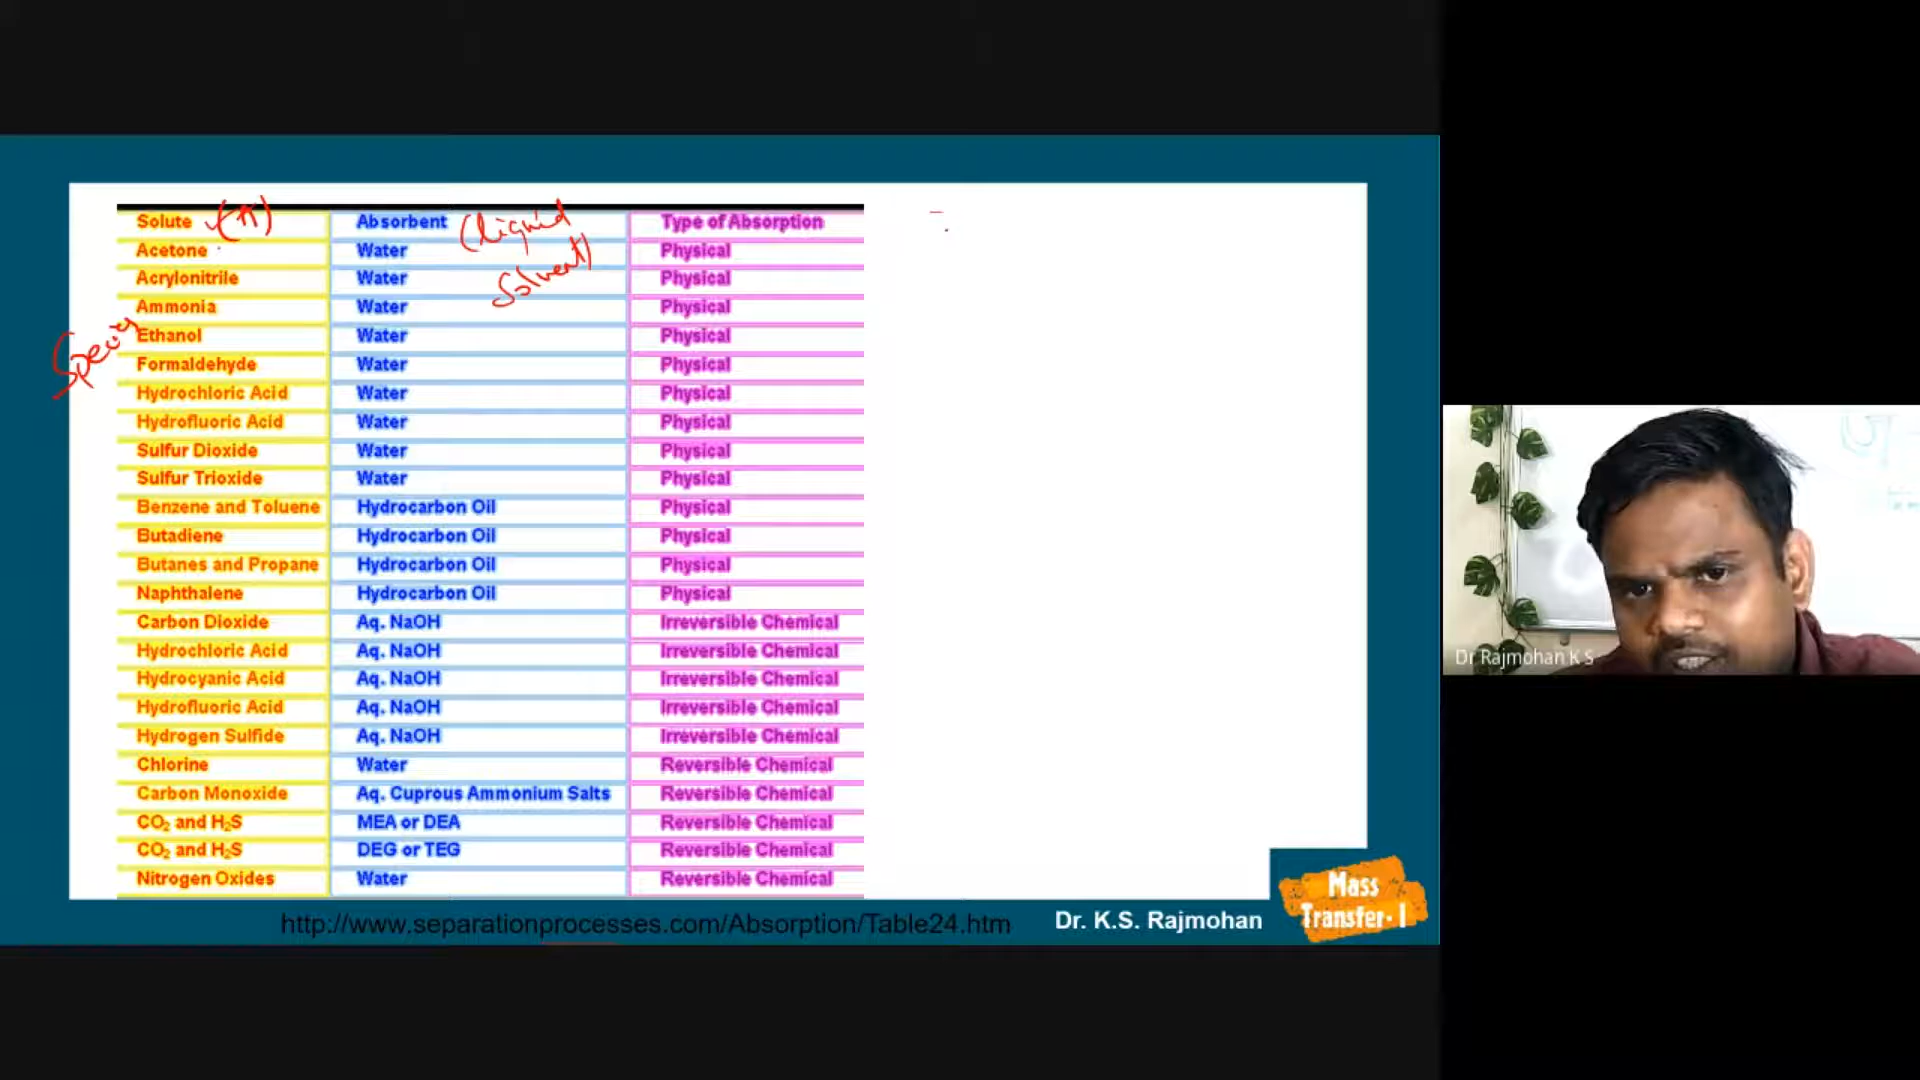 Solute (A)
Absorbent (liquid
solvent)
Type of Absorption
Acetone Water Physical
Acrylonitrile Water Physical
Ammonia Water Physical
Ethanol Water Physical
Formaldehyde Water Physical
Hydrochloric Acid Water Physical
Hydrofluoric Acid Water Physical
Sulfur Dioxide Water Physical
Sulfur Trioxide Water Physical
Benzene and Toluene Hydrocarbon Oil Physical
Butadiene Hydrocarbon Oil Physical
Butanes and Propane Hydrocarbon Oil Physical
Naphthalene Hydrocarbon Oil Physical
Carbon Dioxide Aq. NaOH Irreversible Chemical
Hydrochloric Acid Aq. NaOH Irreversible Chemical
Hydrocyanic Acid Aq. NaOH Irreversible Chemical
Hydrofluoric Acid Aq. NaOH Irreversible Chemical
Hydrogen Sulfide Aq. NaOH Irreversible Chemical
Chlorine Water Reversible Chemical
Carbon Monoxide Aq. Cuprous Ammonium Salts Reversible Chemical
CO₂ and H₂S MEA or DEA Reversible Chemical
CO₂ and H₂S DEG or TEG Reversible Chemical
Nitrogen Oxides Water Reversible Chemical
http://www.separationprocesses.com/Absorption/Table24.htm
Dr. K.S. Rajmohan
Mass
Transfer- I
Dr Rajmohan K S